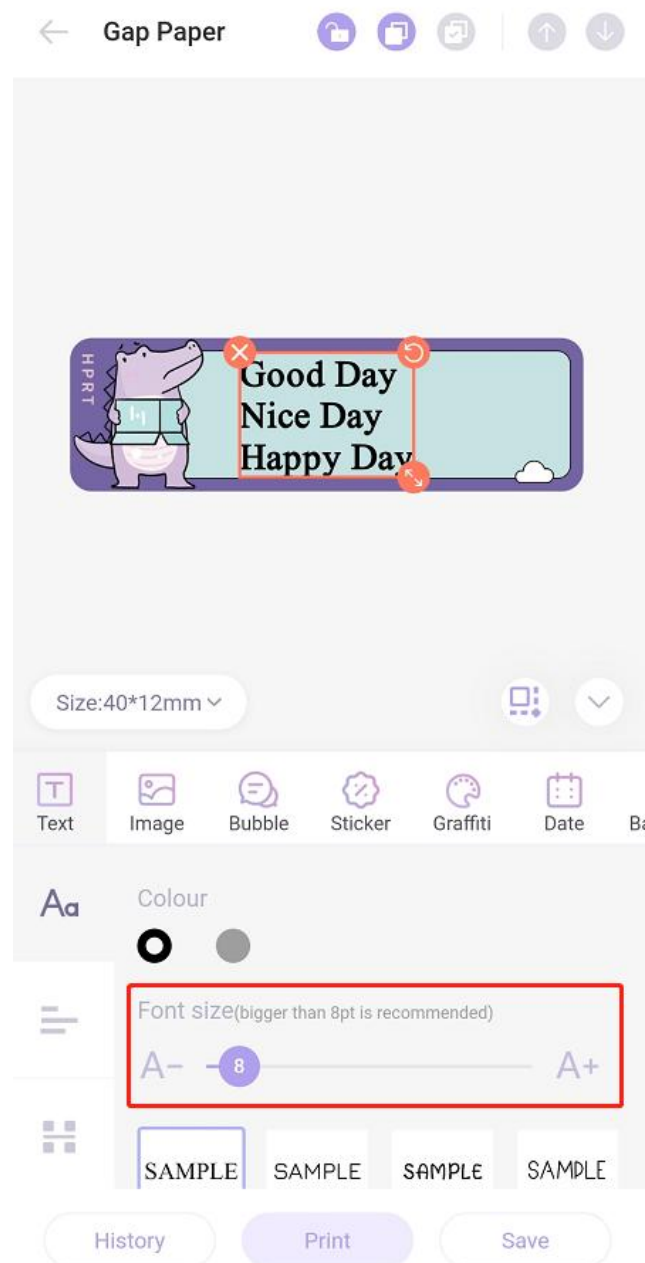 Gap Paper
HPRT
Good Day
Nice Day
Happy Day
Size:40*12mm
T
Text
Image
Bubble
Sticker
Graffiti
Date
Ba
Aa
Colour
Font size(bigger than 8pt is recommended)
A- 8 A+
SAMPLE SAMPLE SAMPLE SAMPLE
History Print Save